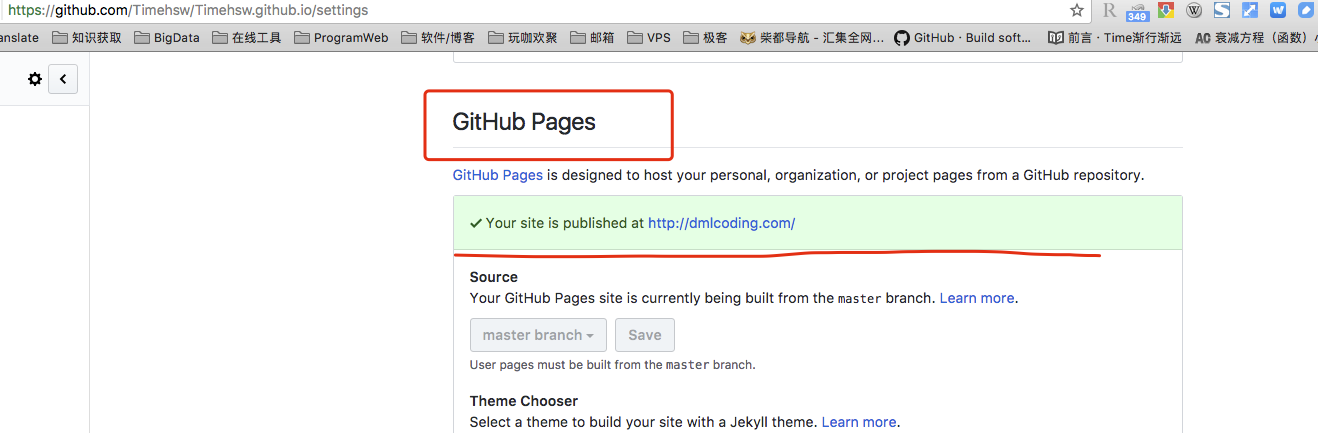 https://github.com/Timehsw/Timehsw.github.io/settings
R 349 W S W
anslate 知识获取 BigData 在线工具 ProgramWeb 软件/博客 玩咖欢聚 邮箱 VPS 极客 柴都导航 - 汇集全网... GitHub · Build soft... 前言 · Time渐行渐远 AC 衰减方程（函数）
GitHub Pages
GitHub Pages is designed to host your personal, organization, or project pages from a GitHub repository.
Your site is published at http://dmlcoding.com/
Source
Your GitHub Pages site is currently being built from the master branch. Learn more.
master branch Save
User pages must be built from the master branch.
Theme Chooser
Select a theme to build your site with a Jekyll theme. Learn more.